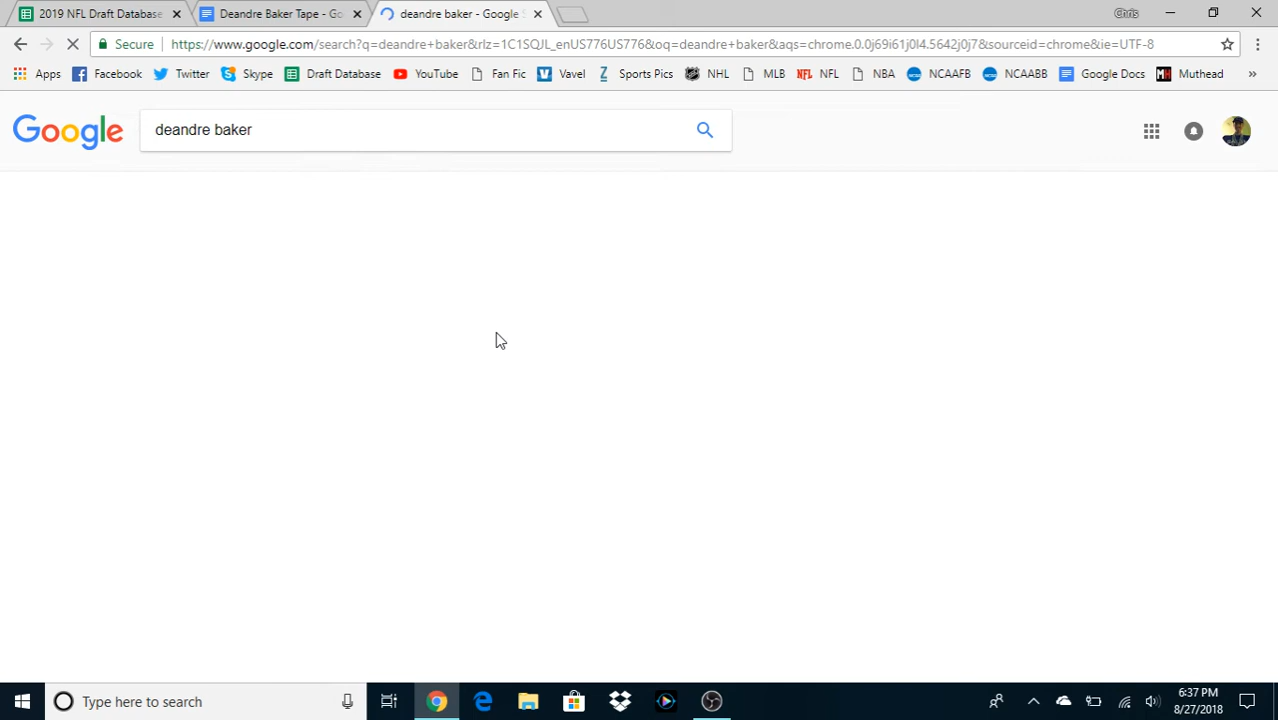 2019 NFL Draft Database
Deandre Baker Tape - Go
deandre baker - Google S
Chris
Secure
https://www.google.com/search?q=deandre+baker&rlz=1C1SQJL_enUS776US776&oq=deandre+baker&aqs=chrome.0.0j69i61j0l4.5642j0j7&sourceid=chrome&ie=UTF-8
Apps Facebook Twitter Skype Draft Database YouTube Fan Fic Vavel Sports Pics NHL MLB NFL NBA NCAAFB NCAABB Google Docs Muthead »
Google
deandre baker
Type here to search
6:37 PM
8/27/2018